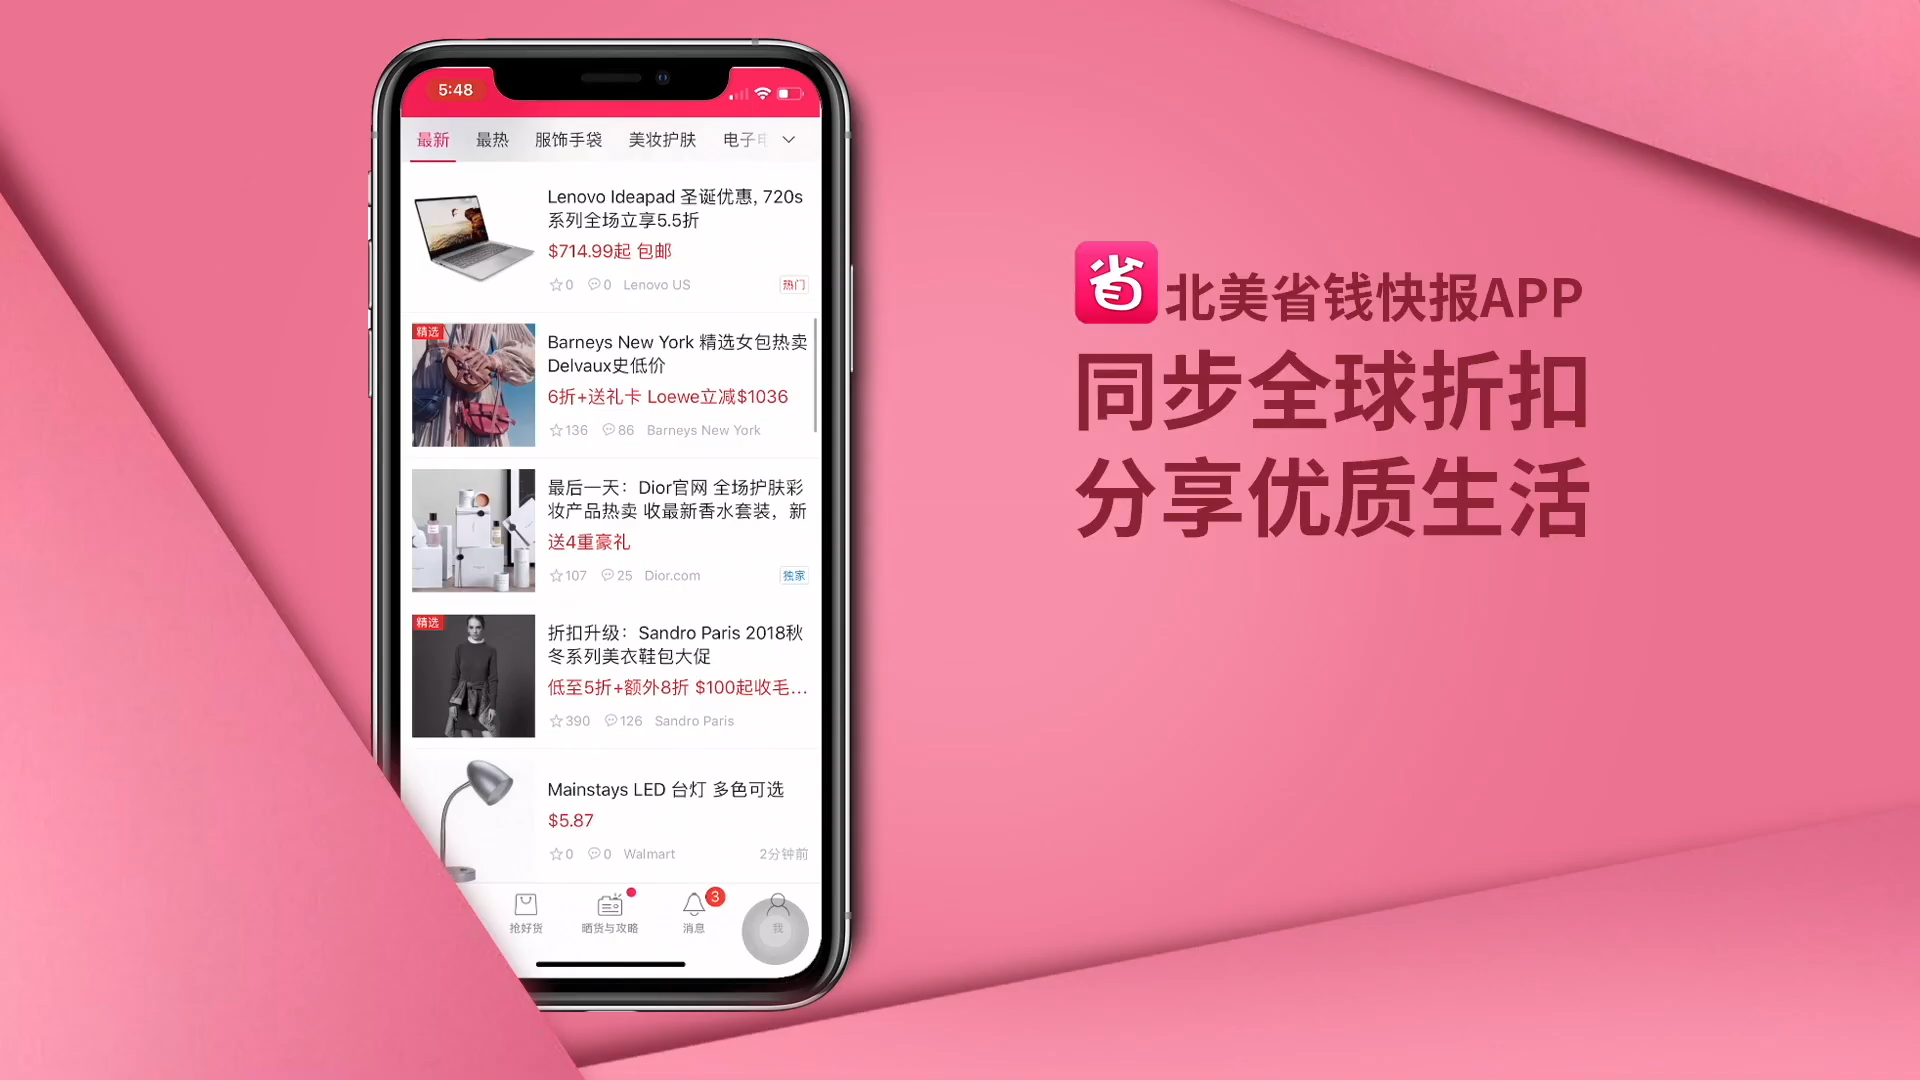 5:48
最新 最热 服饰手袋 美妆护肤 电子电
Lenovo Ideapad 圣诞优惠, 720s
系列全场立享5.5折
$714.99起 包邮
0 0 Lenovo US 热门
精选
Barneys New York 精选女包热卖
Delvaux史低价
6折+送礼卡 Loewe立减$1036
136 86 Barneys New York
最后一天：Dior官网 全场护肤彩
妆产品热卖 收最新香水套装，新
送4重豪礼
107 25 Dior.com 独家
精选
折扣升级：Sandro Paris 2018秋
冬系列美衣鞋包大促
低至5折+额外8折 $100起收毛...
390 126 Sandro Paris
Mainstays LED 台灯 多色可选
$5.87
0 0 Walmart 2分钟前
3
抢好货 晒货与攻略 消息 我
省 北美省钱快报APP
同步全球折扣
分享优质生活